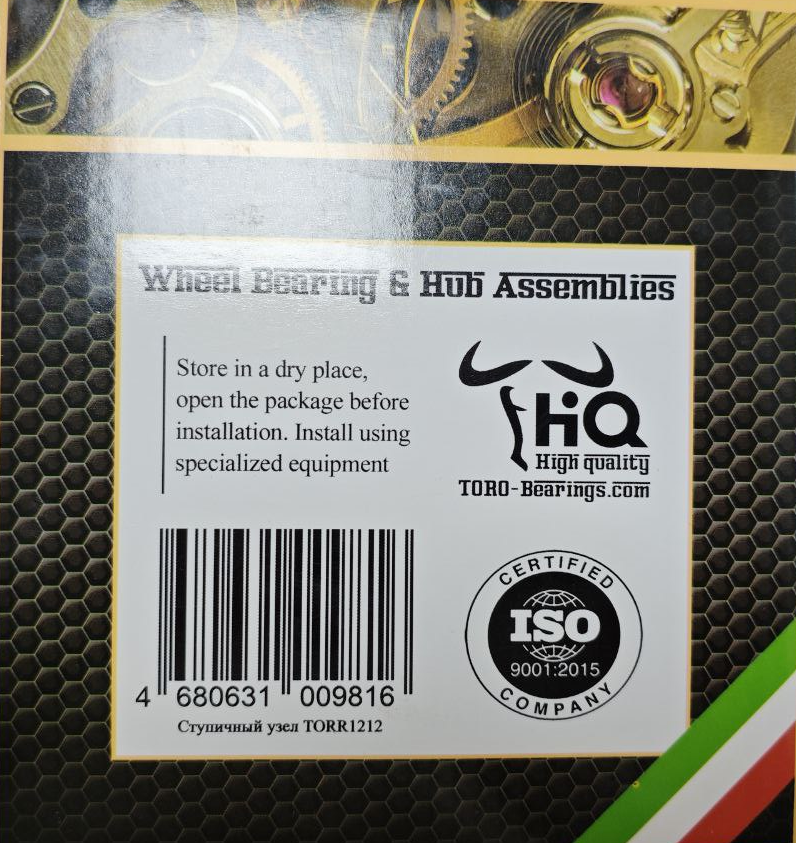 Wheel Bearing & Hub Assemblies
Store in a dry place,
open the package before
installation. Install using
specialized equipment
HiQ
High quality
TORO-Bearings.com
CERTIFIED
ISO
9001:2015
COMPANY
4 680631 009816
Ступичный узел TORR1212